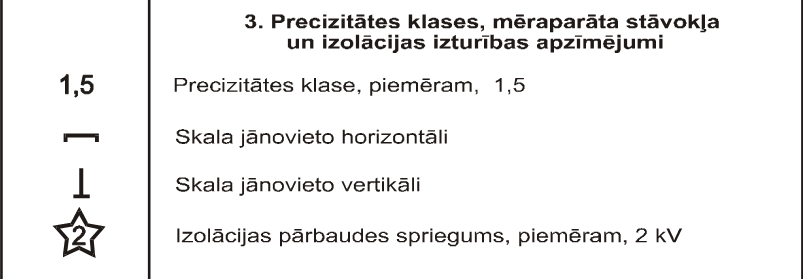 3. Precizitātes klases, mēraparāta stāvokļa
un izolācijas izturības apzīmējumi
1,5 Precizitātes klase, piemēram, 1,5
Skala jānovieto horizontāli
Skala jānovieto vertikāli
2 Izolācijas pārbaudes spriegums, piemēram, 2 kV